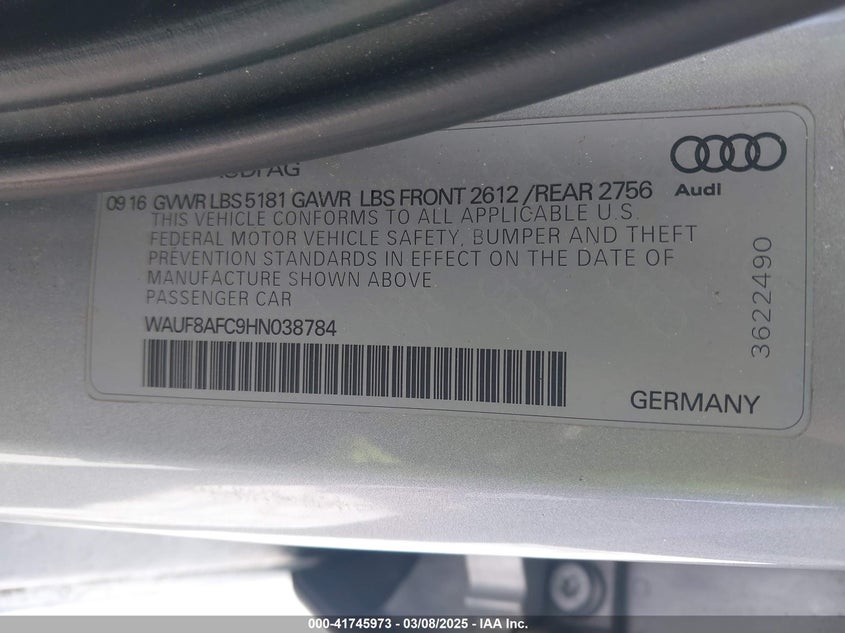 AUDI AG
09 16 GVWR LBS 5181 GAWR LBS FRONT 2612 /REAR 2756
THIS VEHICLE CONFORMS TO ALL APPLICABLE U.S.
FEDERAL MOTOR VEHICLE SAFETY, BUMPER AND THEFT
PREVENTION STANDARDS IN EFFECT ON THE DATE OF
MANUFACTURE SHOWN ABOVE
PASSENGER CAR
WAUF8AFC9HN038784
Audi
3622490
GERMANY
000-41745973 - 03/08/2025 - IAA Inc.